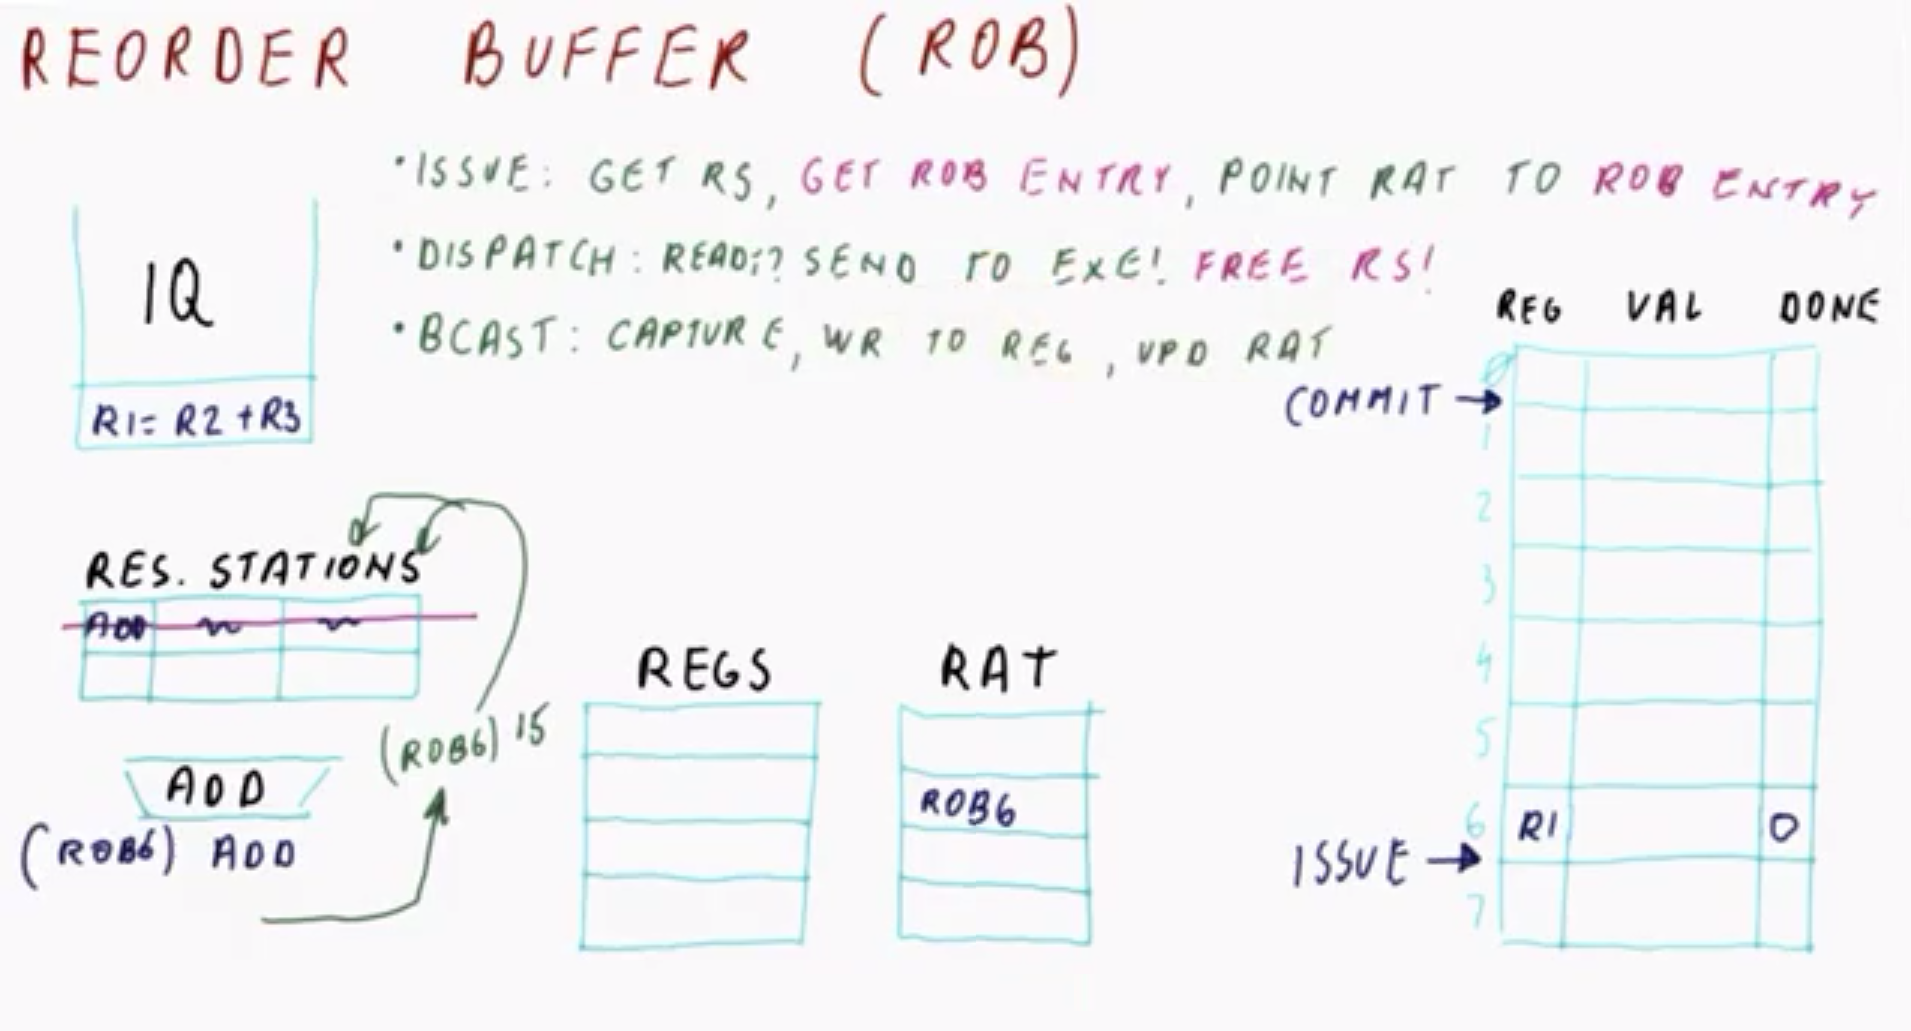 REORDER BUFFER (ROB)
• ISSUE: GET RS, GET ROB ENTRY, POINT RAT TO ROB ENTRY
• DISPATCH: READY? SEND TO EXE! FREE RS!
• BCAST: CAPTURE, WR TO REG, UPD RAT
IQ
R1= R2 +R3
RES. STATIONS
ADD
ADD
(ROB6) ADD
(ROB6) 15
REGS
RAT
ROB6
REG VAL DONE
COMMIT →
0
1
2
3
4
5
6 R1 0
ISSUE →
7